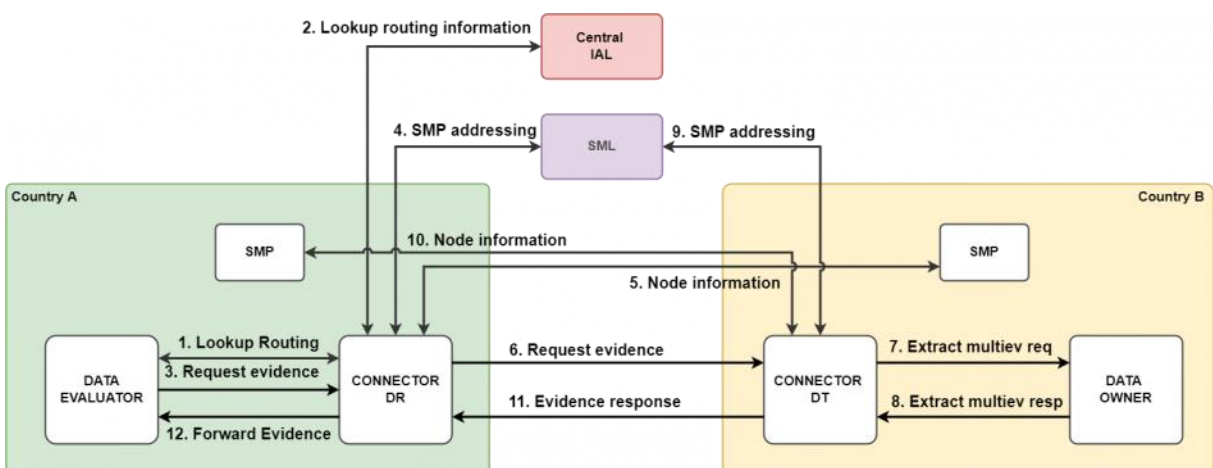 2. Lookup routing information
Central
IAL
4. SMP addressing
SML
9. SMP addressing
Country A
Country B
SMP
10. Node information
SMP
5. Node information
1. Lookup Routing
3. Request evidence
DATA
EVALUATOR
12. Forward Evidence
CONNECTOR
DR
6. Request evidence
11. Evidence response
CONNECTOR
DT
7. Extract multiev req
8. Extract multiev resp
DATA
OWNER